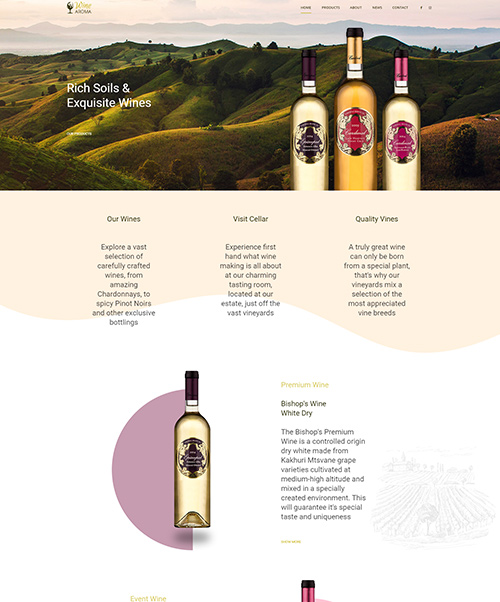 Wine
AROMA
HOME PRODUCTS ABOUT NEWS CONTACT
Rich Soils &
Exquisite Wines
OUR PRODUCTS
Our Wines
Explore a vast
selection of
carefully crafted
wines, from
amazing
Chardonnays, to
spicy Pinot Noirs
and other exclusive
bottlings
Visit Cellar
Experience first
hand what wine
making is all about
at our charming
tasting room,
located at our
estate, just off the
vast vineyards
Quality Vines
A truly great wine
can only be born
from a special plant,
that's why our
vineyards mix a
selection of the
most appreciated
vine breeds
Premium Wine
Bishop's Wine
White Dry
The Bishop's Premium
Wine is a controlled origin
dry white made from
Kakhuri Mtsvane grape
varieties cultivated at
medium-high altitude and
mixed in a specially
created environment. This
will guarantee it's special
taste and uniqueness
SHOW MORE
Event Wine